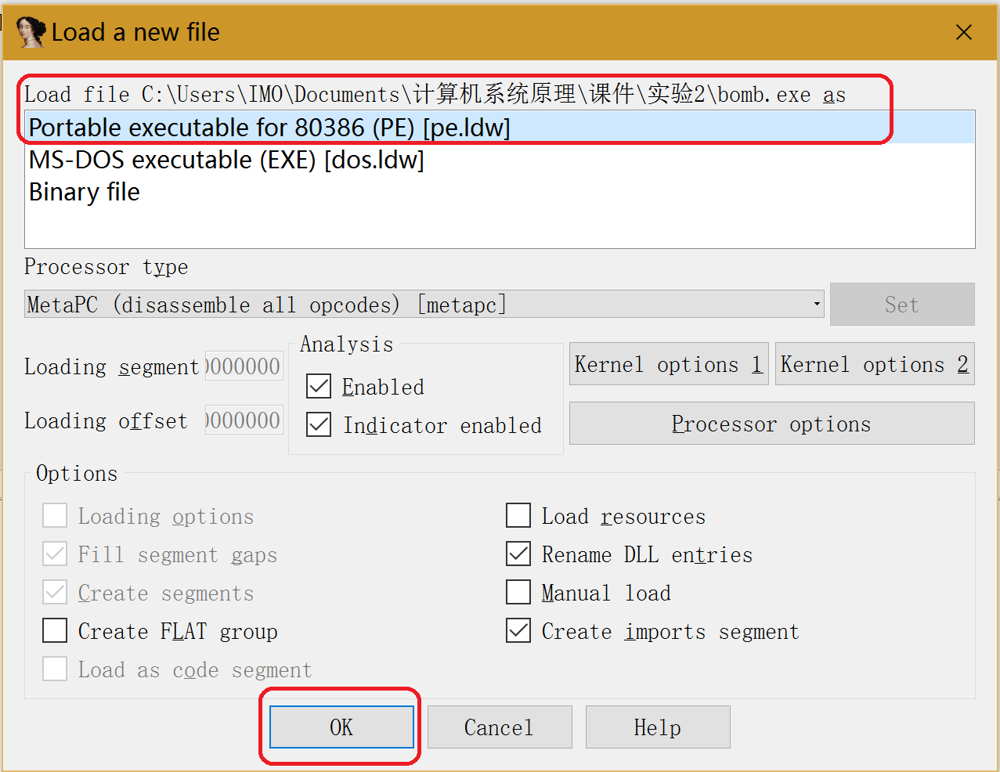 Load a new file
Load file C:\Users\IMO\Documents\计算机系统原理\课件\实验2\bomb.exe as
Portable executable for 80386 (PE) [pe.ldw]
MS-DOS executable (EXE) [dos.ldw]
Binary file
Processor type
MetaPC (disassemble all opcodes) [metapc]
Set
Loading segment
0000000
Loading offset
0000000
Analysis
Enabled
Indicator enabled
Kernel options 1
Kernel options 2
Processor options
Options
Loading options
Fill segment gaps
Create segments
Create FLAT group
Load as code segment
Load resources
Rename DLL entries
Manual load
Create imports segment
OK
Cancel
Help